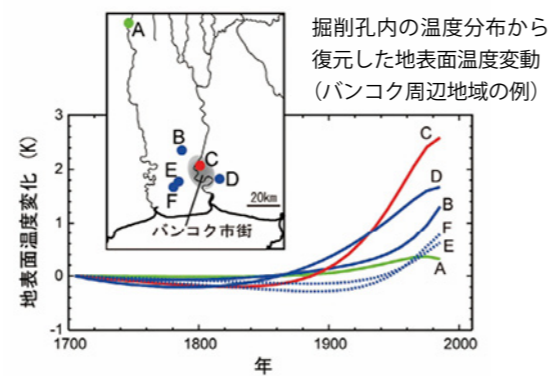 掘削孔内の温度分布から
復元した地表面温度変動
（バンコク周辺地域の例）
A
B
C
E
D
F
20km
バンコク市街
地表面温度変化（K）
3
2
1
0
-1
C
D
B
F
E
A
1700
1800
1900
2000
年